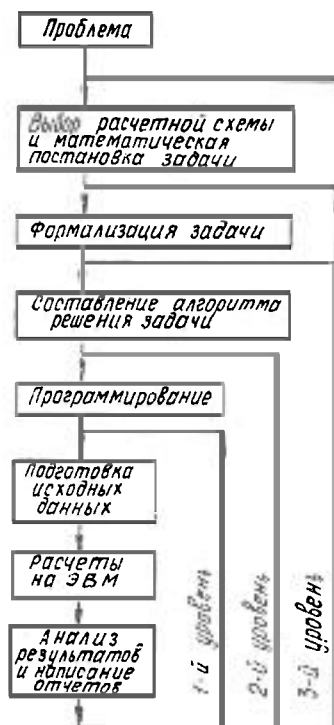 Проблема
Выбор расчетной схемы
и математическая
постановка задачи
Формализация задачи
Составление алгоритма
решения задачи
Программирование
Подготовка
исходных
данных
Расчеты
на ЭВМ
Анализ
результатов
и написание
отчетов
1-й уровень
2-й уровень
3-й уровень